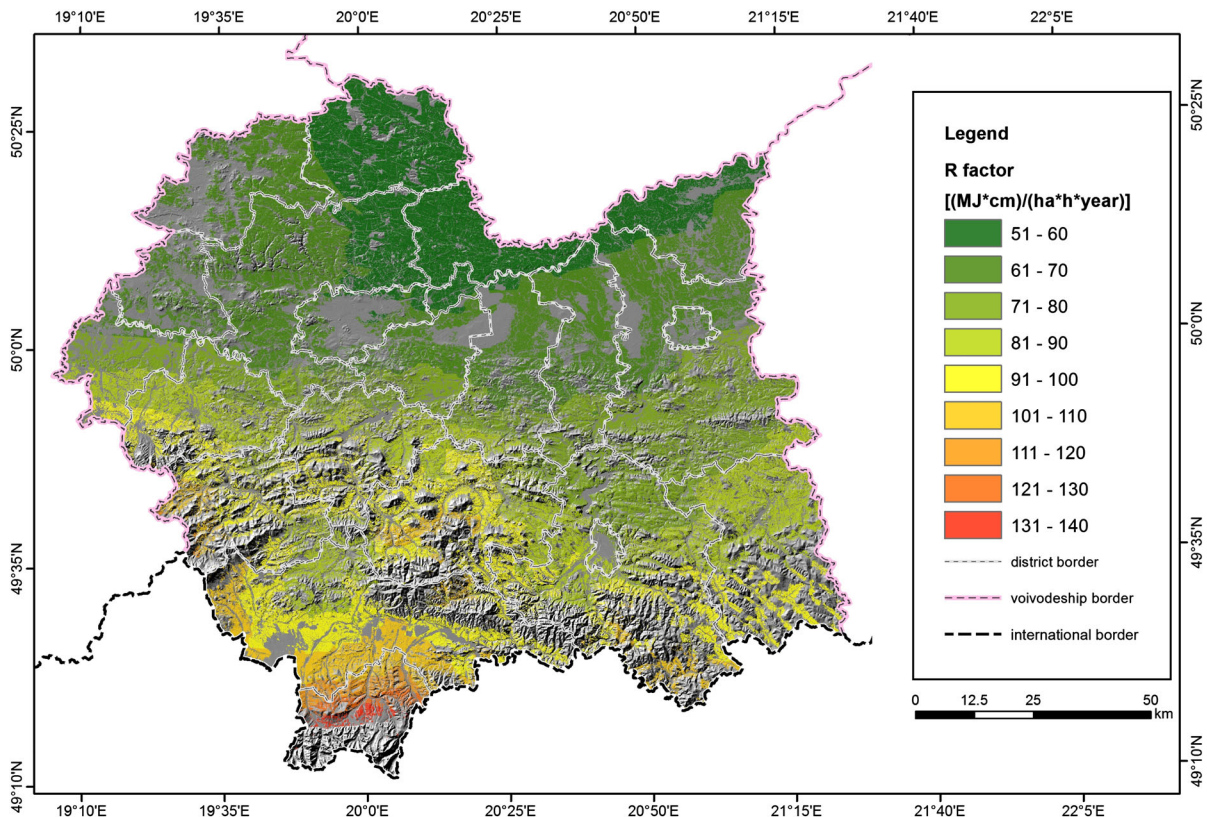 19°10'E 19°35'E 20°0'E 20°25'E 20°50'E 21°15'E 21°40'E 22°5'E
50°25'N
50°0'N
49°35'N
49°10'N
50°25'N
50°0'N
49°35'N
49°10'N
Legend
R factor
[(MJ*cm)/(ha*h*year)]
51 - 60
61 - 70
71 - 80
81 - 90
91 - 100
101 - 110
111 - 120
121 - 130
131 - 140
district border
voivodeship border
international border
0 12.5 25 50
km
19°10'E 19°35'E 20°0'E 20°25'E 20°50'E 21°15'E 21°40'E 22°5'E